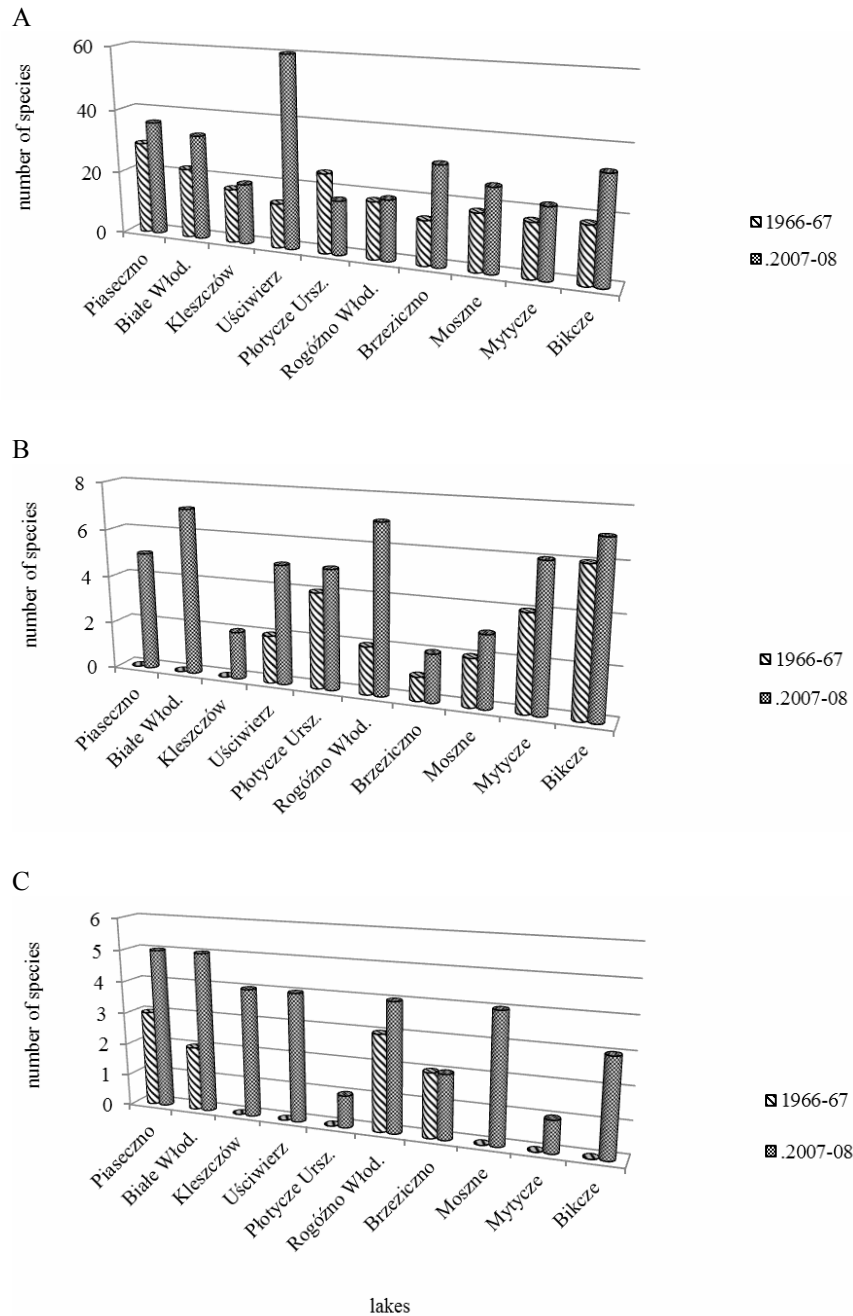 A
number of species
60
40
20
0
Piaseczno
Białe Włod.
Kleszczów
Uściwierz
Płotycze Ursz.
Rogóźno Włod.
Brzeziczno
Moszne
Mytycze
Bikcze
1966-67
.2007-08
B
number of species
8
6
4
2
0
Piaseczno
Białe Włod.
Kleszczów
Uściwierz
Płotycze Ursz.
Rogóźno Włod.
Brzeziczno
Moszne
Mytycze
Bikcze
1966-67
.2007-08
C
number of species
6
5
4
3
2
1
0
Piaseczno
Białe Włod.
Kleszczów
Uściwierz
Płotycze Ursz.
Rogóźno Włod.
Brzeziczno
Moszne
Mytycze
Bikcze
1966-67
.2007-08
lakes